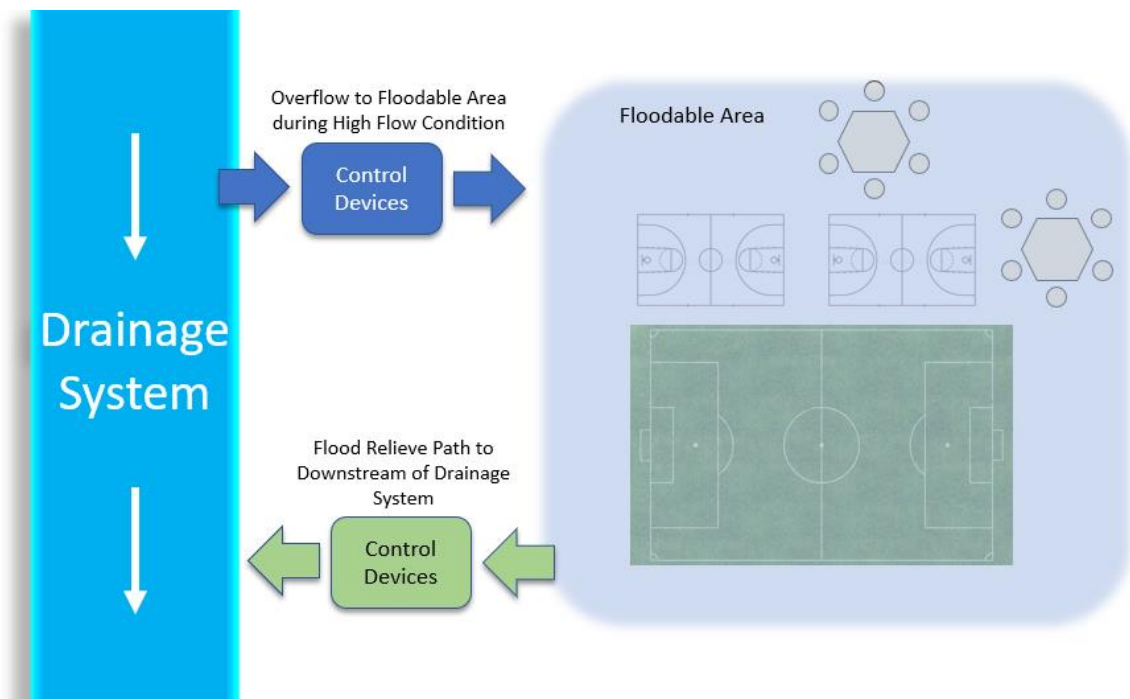 Overflow to Floodable Area
during High Flow Condition
Control
Devices
Floodable Area
Drainage
System
Flood Relieve Path to
Downstream of Drainage
System
Control
Devices